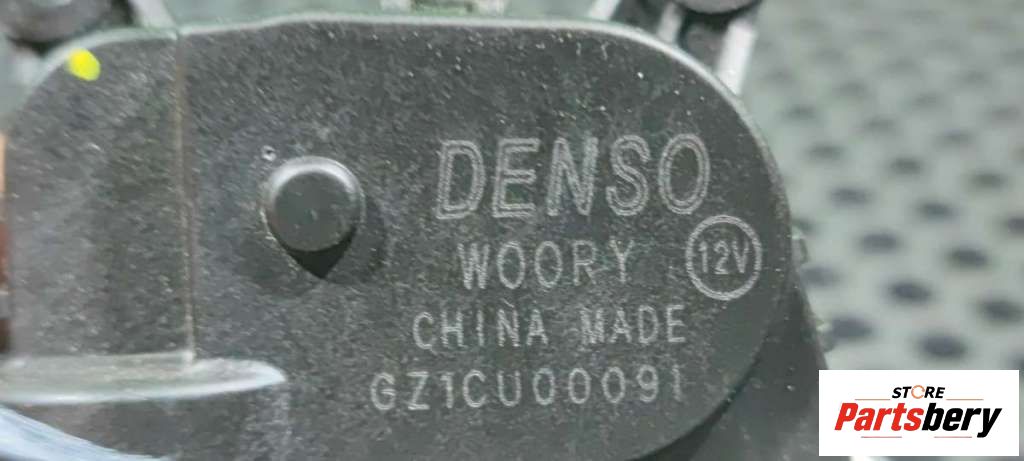 DENSO
WOORY 12V
CHINA MADE
GZ1CU00091
STORE
Partsbery